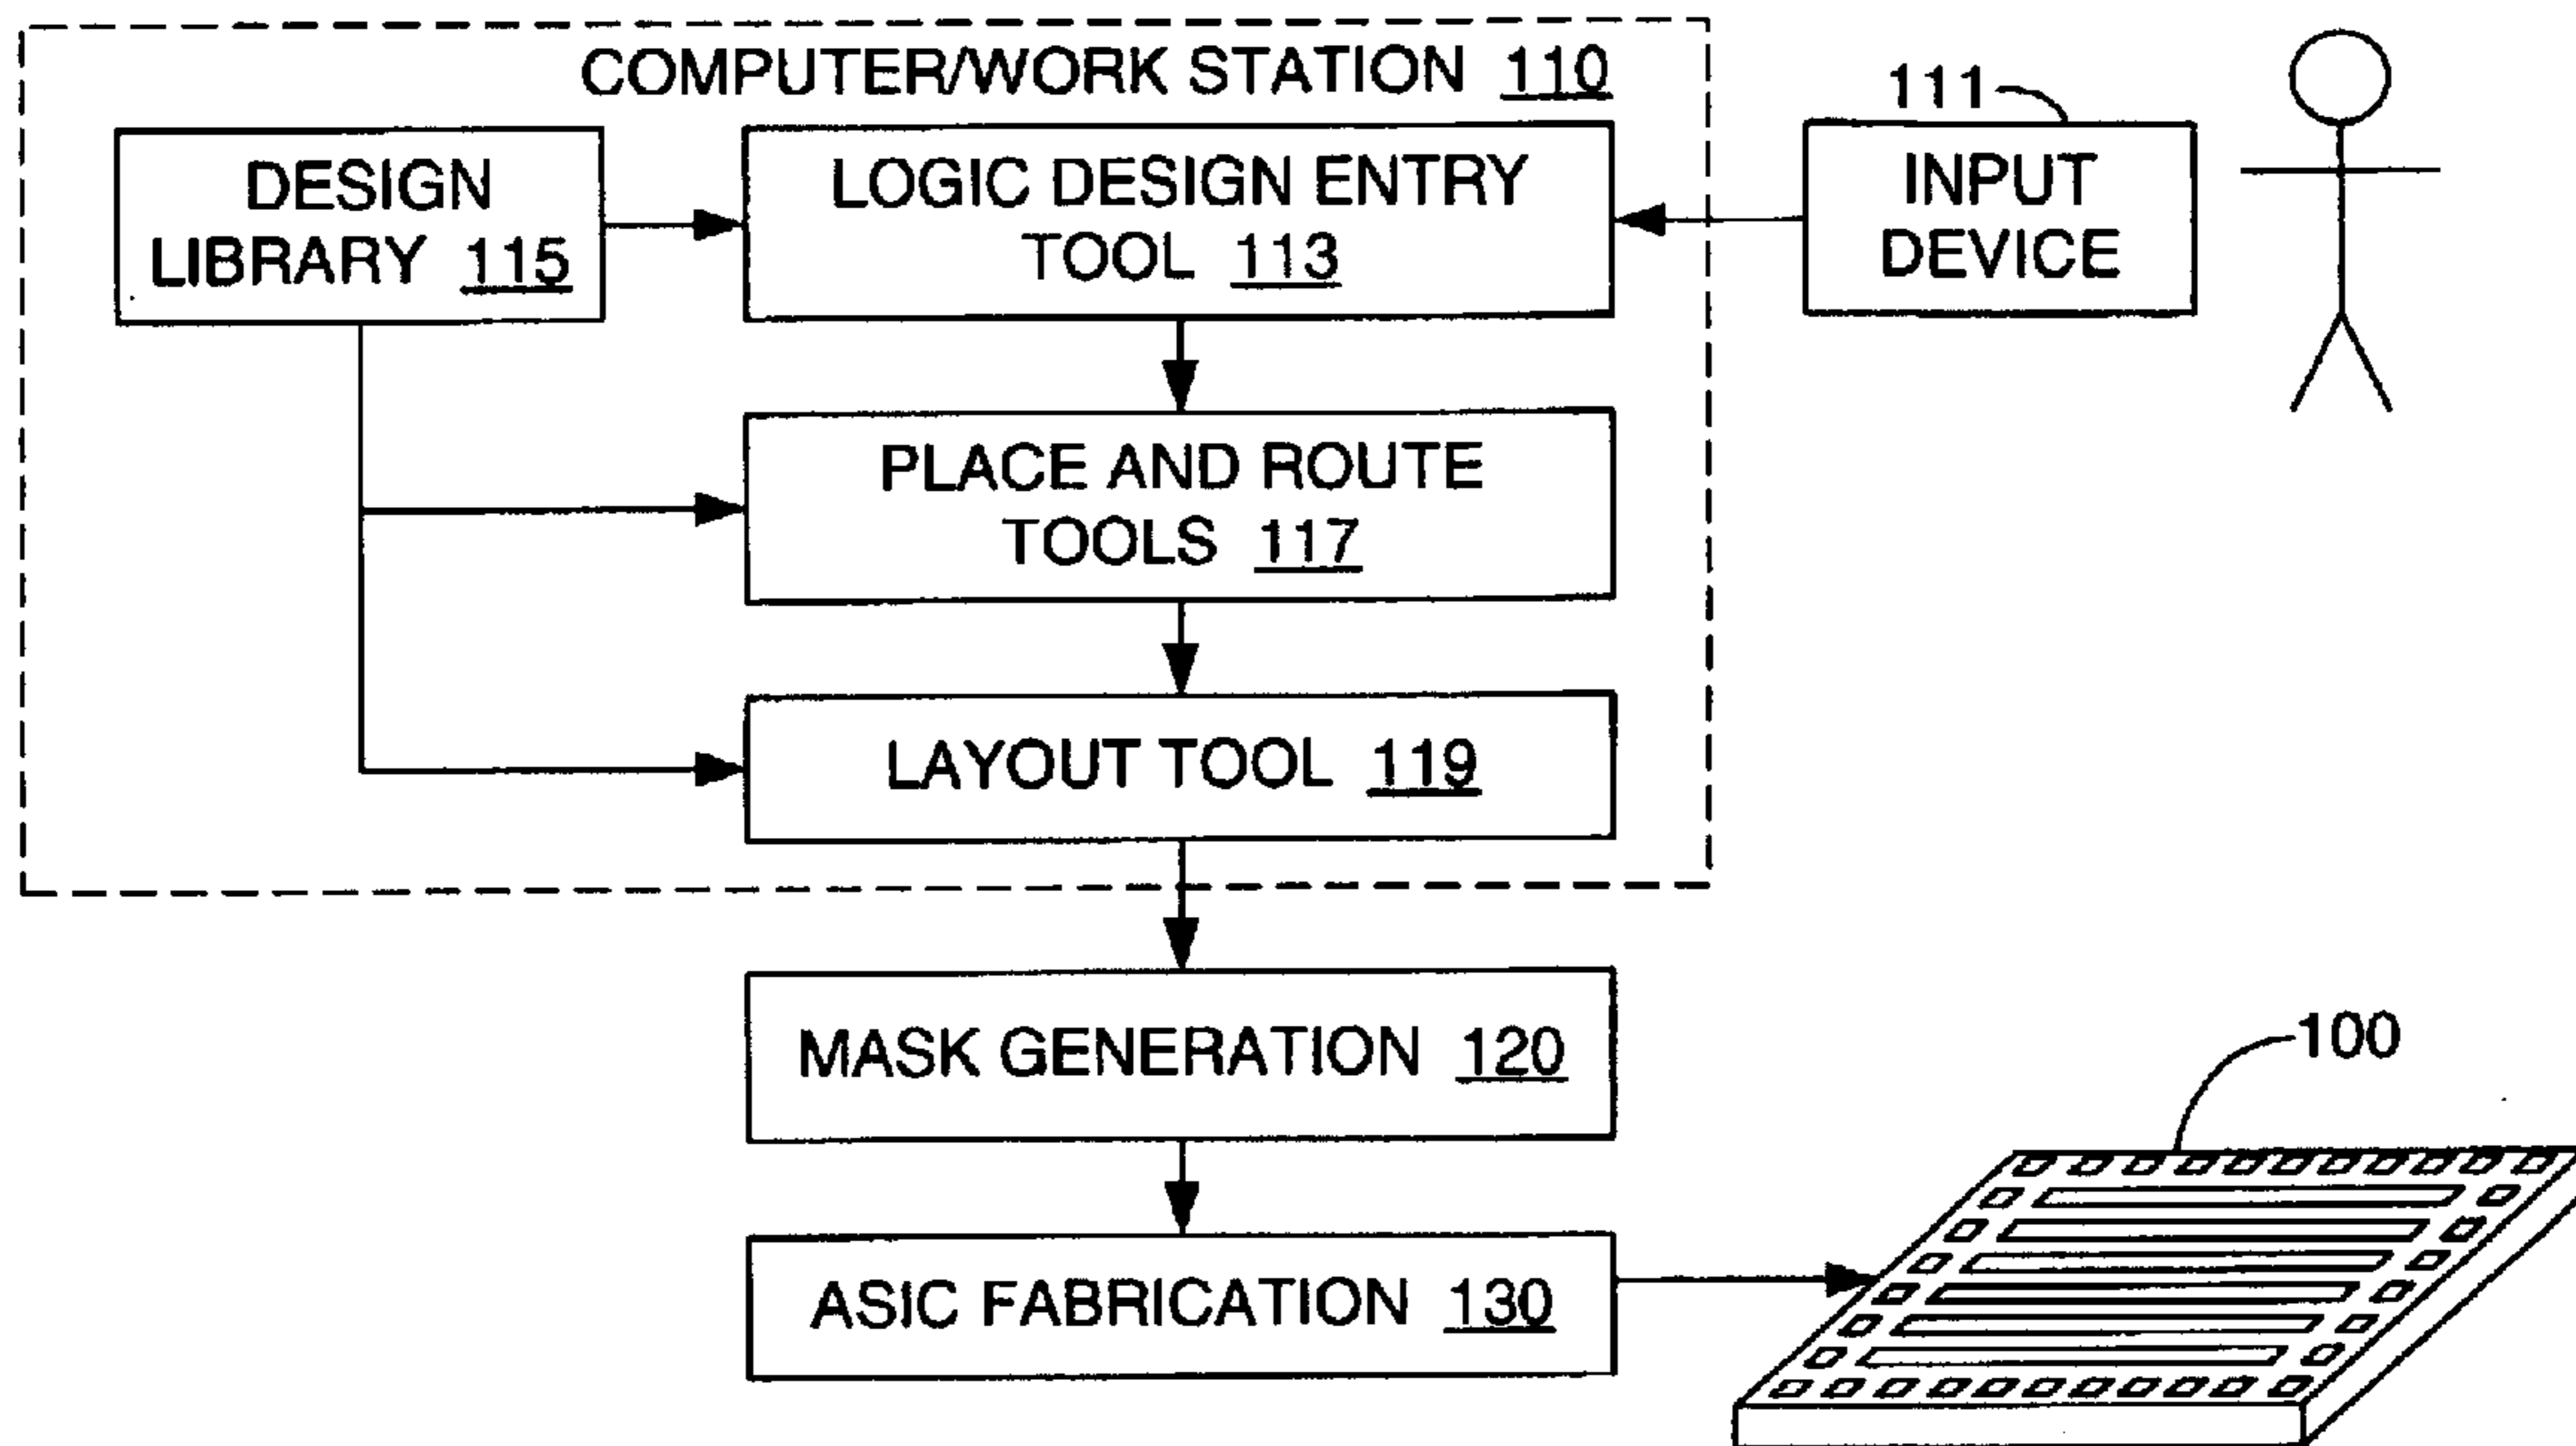 COMPUTER/WORK STATION 110
111
DESIGN
LIBRARY 115
LOGIC DESIGN ENTRY
TOOL 113
INPUT
DEVICE
PLACE AND ROUTE
TOOLS 117
LAYOUT TOOL 119
MASK GENERATION 120
100
ASIC FABRICATION 130